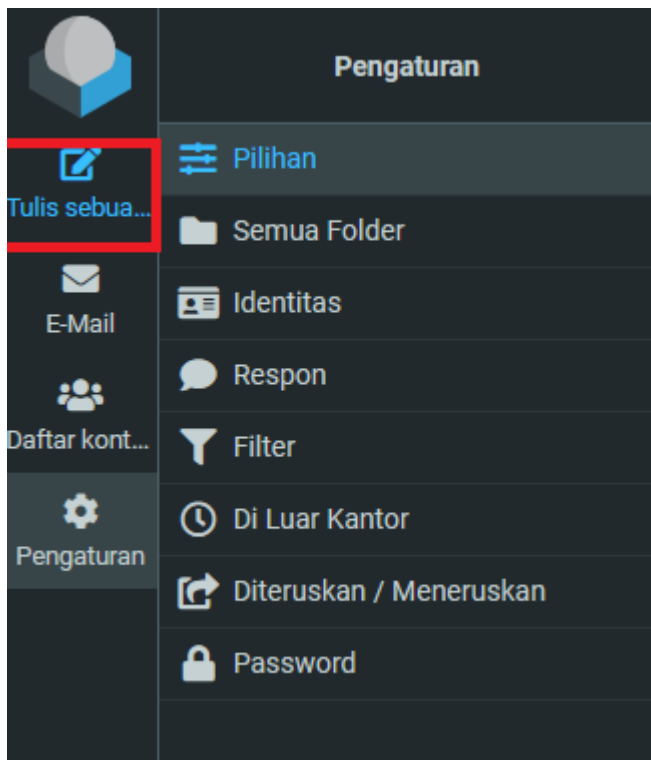 Pengaturan
Tulis sebua...
E-Mail
Daftar kont...
Pengaturan
Pilihan
Semua Folder
Identitas
Respon
Filter
Di Luar Kantor
Diteruskan / Meneruskan
Password